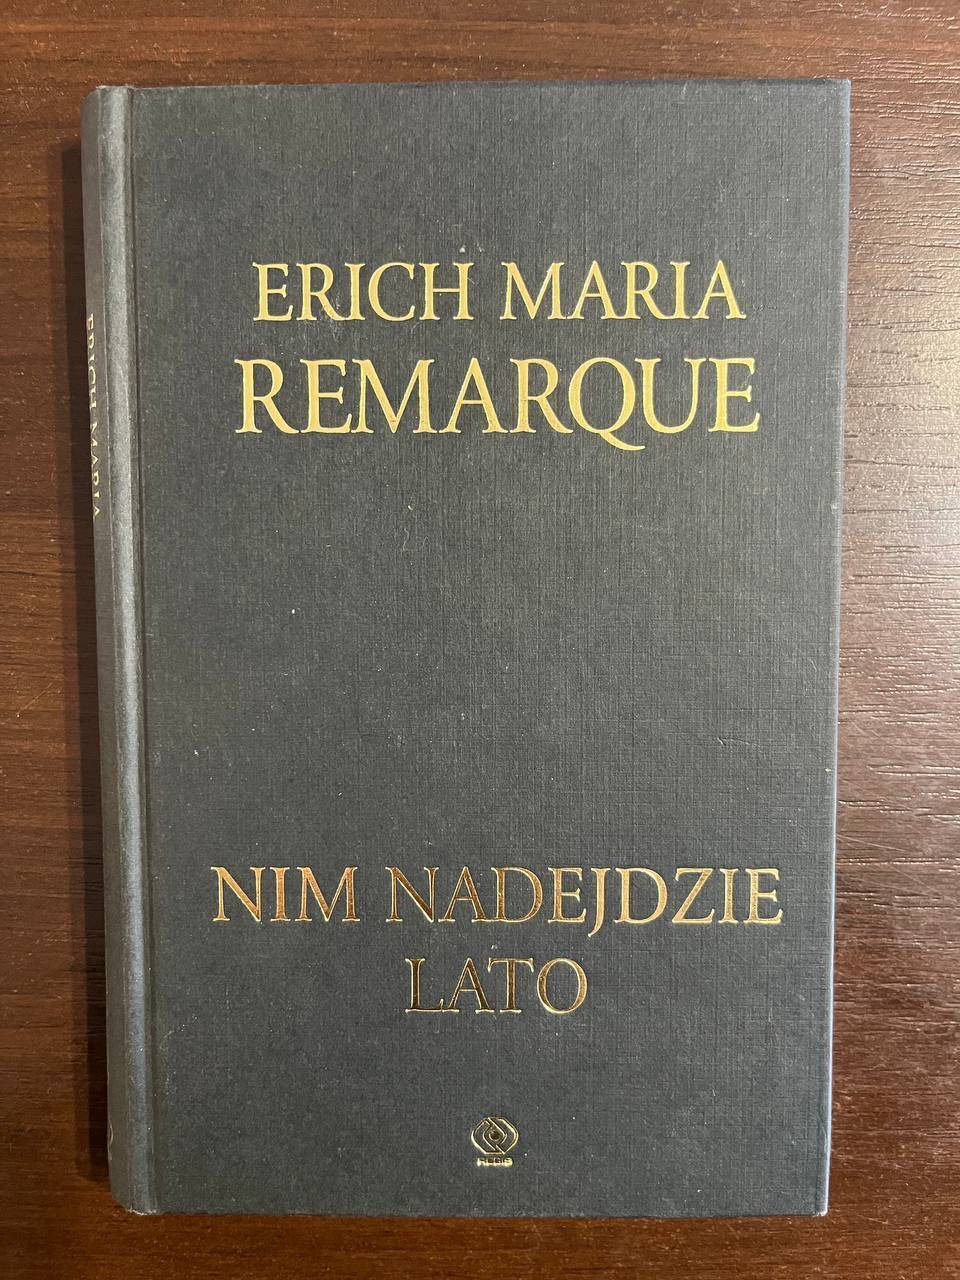 ERICH MARIA
REMARQUE
NIM NADEJDZIE
LATO
REBIS
ERICH MARIA